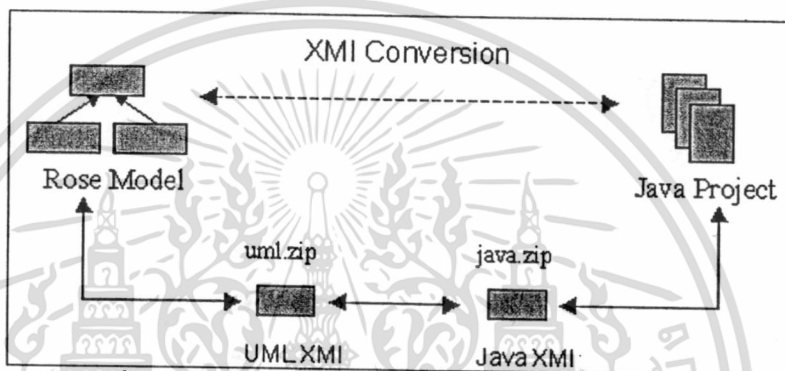 XMI Conversion
Rose Model
Java Project
uml.zip
java.zip
UML XMI
Java XMI